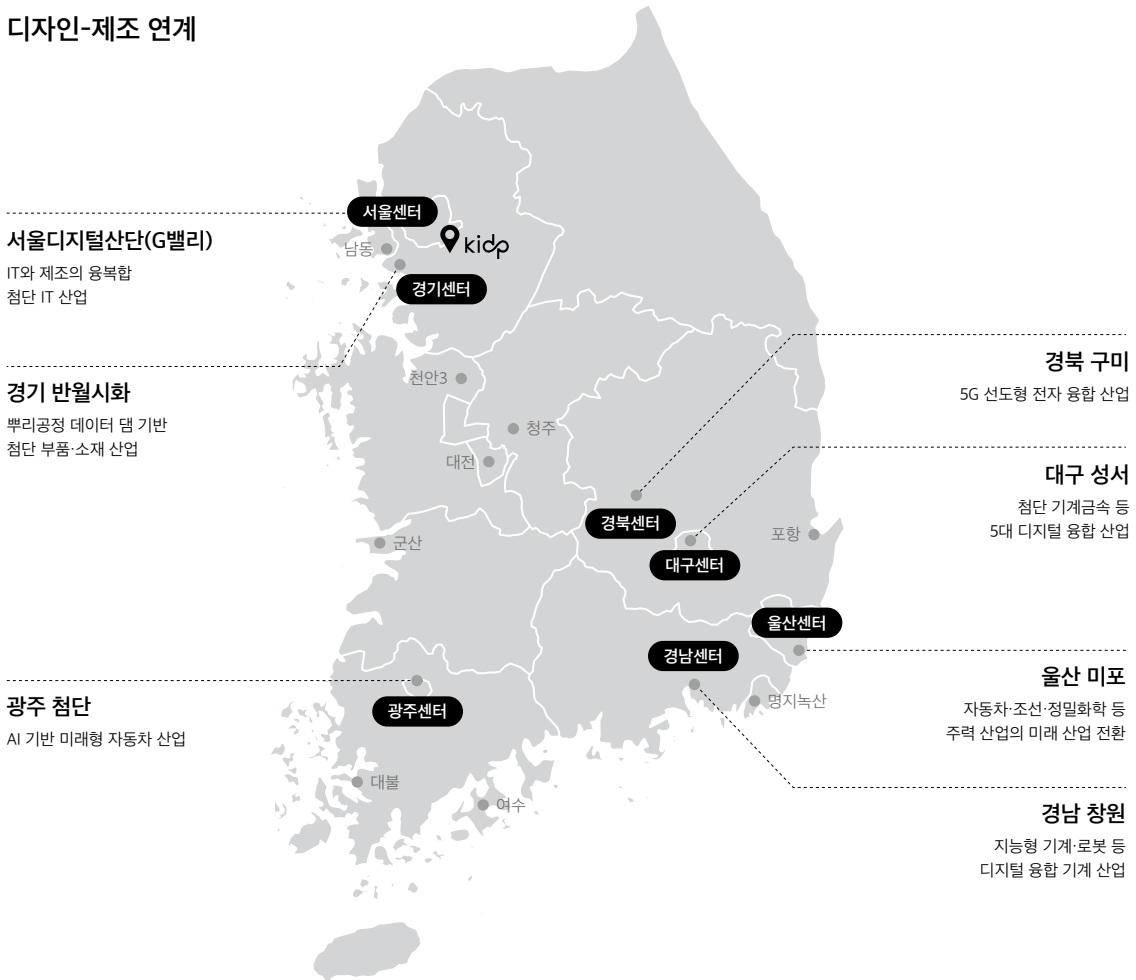 디자인-제조 연계
서울센터
서울디지털산단(G밸리)
IT와 제조의 융복합
첨단 IT 산업
남동
kidp
경기센터
경기 반월시화
뿌리공정 데이터 댐 기반
첨단 부품·소재 산업
천안3
청주
대전
경북 구미
5G 선도형 전자 융합 산업
대구 성서
첨단 기계금속 등
5대 디지털 융합 산업
경북센터
대구센터
포항
군산
울산센터
경남센터
울산 미포
자동차·조선·정밀화학 등
주력 산업의 미래 산업 전환
명지녹산
광주 첨단
AI 기반 미래형 자동차 산업
광주센터
대불
여수
경남 창원
지능형 기계·로봇 등
디지털 융합 기계 산업